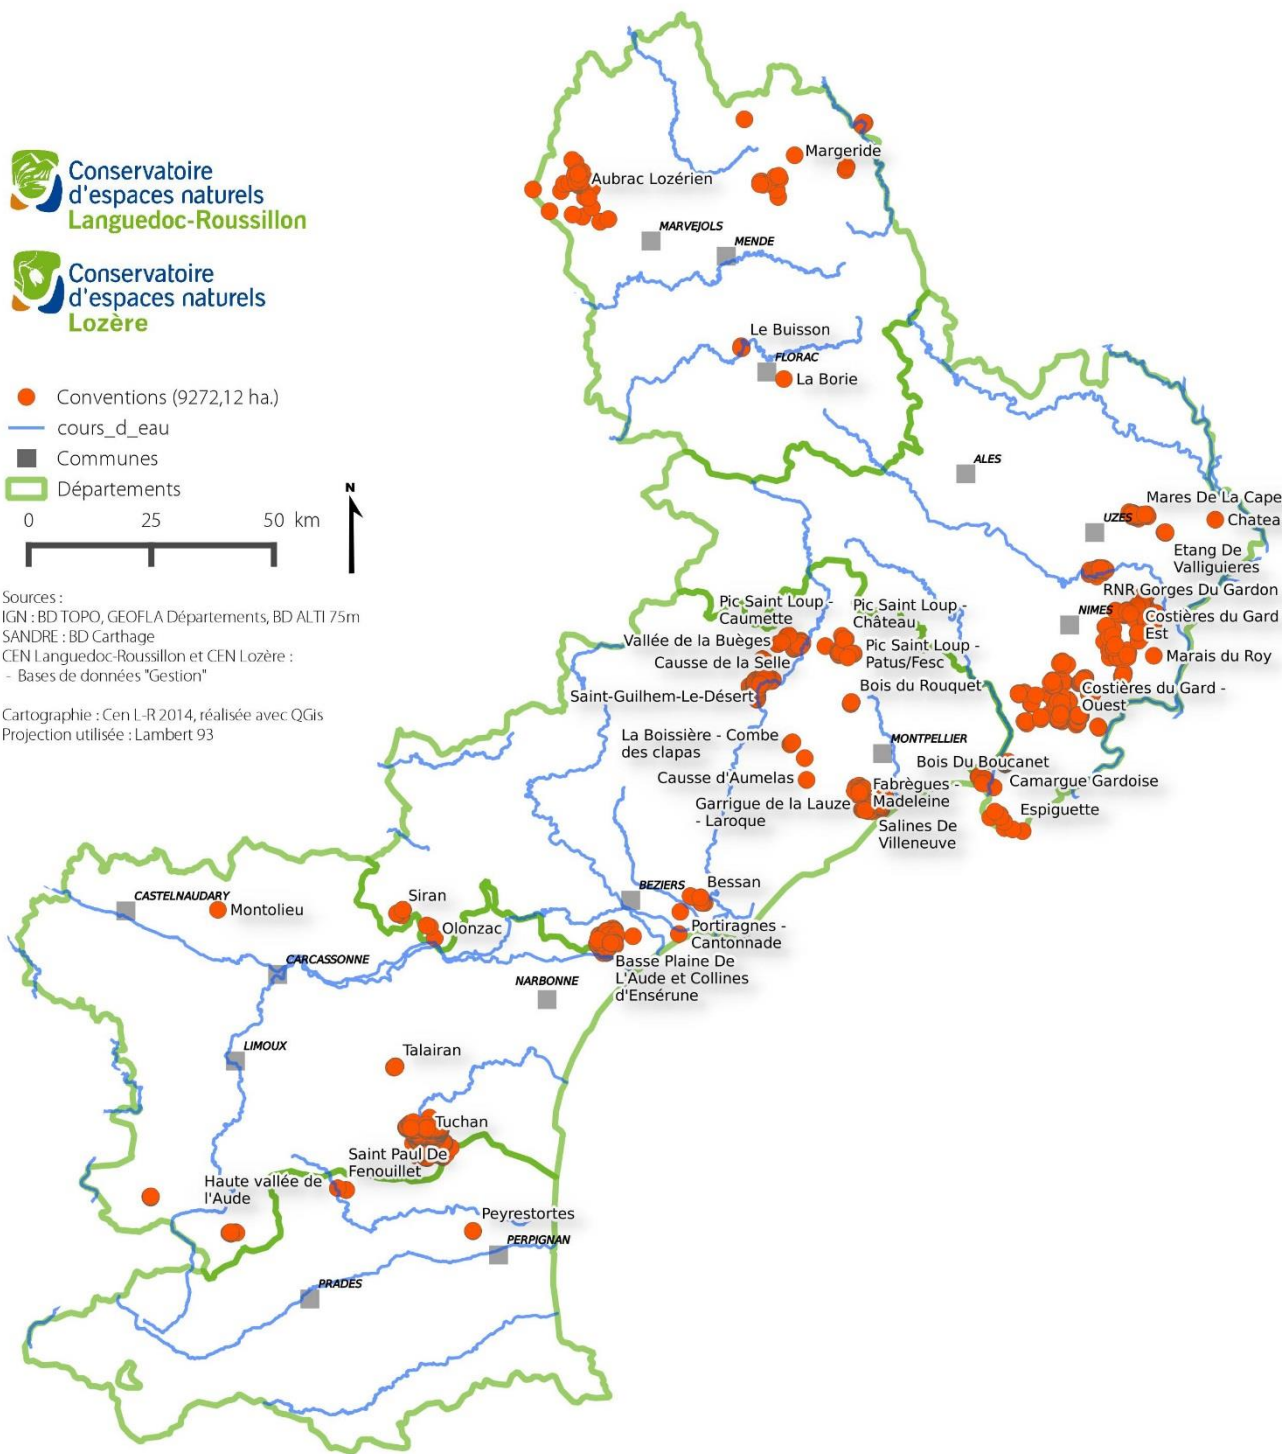 Conservatoire
d'espaces naturels
Languedoc-Roussillon
Conservatoire
d'espaces naturels
Lozère
Conventions (9272,12 ha.)
cours_d_eau
Communes
Départements
N
0 25 50 km
Sources :
IGN : BD TOPO, GEOFLA Départements, BD ALTI 75m
SANDRE : BD Carthage
CEN Languedoc-Roussillon et CEN Lozère :
- Bases de données "Gestion"
Cartographie : Cen L-R 2014, réalisée avec QGis
Projection utilisée : Lambert 93
Margeride
Aubrac Lozérien
MARVEJOLS
MENDE
Le Buisson
FLORAC
La Borie
ALES
Mares De La Cape
UZES
Chatea
Etang De
Valliguieres
RNR Gorges Du Gardon
NIMES
Costières du Gard
Est
Marais du Roy
Costières du Gard -
Ouest
Pic Saint Loup -
Caumette
Pic Saint Loup -
Château
Vallée de la Buèges
Pic Saint Loup -
Patus/Fesc
Causse de la Selle
Bois du Rouquet
Saint-Guilhem-Le-Désert
La Boissière - Combe
des clapas
MONTPELLIER
Bois Du Boucanet
Causse d'Aumelas
Camargue Gardoise
Fabrègues -
Madeleine
Garrigue de la Lauze
- Laroque
Espiguette
Salines De
Villeneuve
BEZIERS
Bessan
CASTELNAUDARY
Montolieu
Siran
Olonzac
Portiragnes -
Cantonnade
CARCASSONNE
Basse Plaine De
L'Aude et Collines
d'Ensérune
NARBONNE
LIMOUX
Talairan
Tuchan
Saint Paul De
Fenouillet
Haute vallée de
l'Aude
Peyrestortes
PERPIGNAN
PRADES